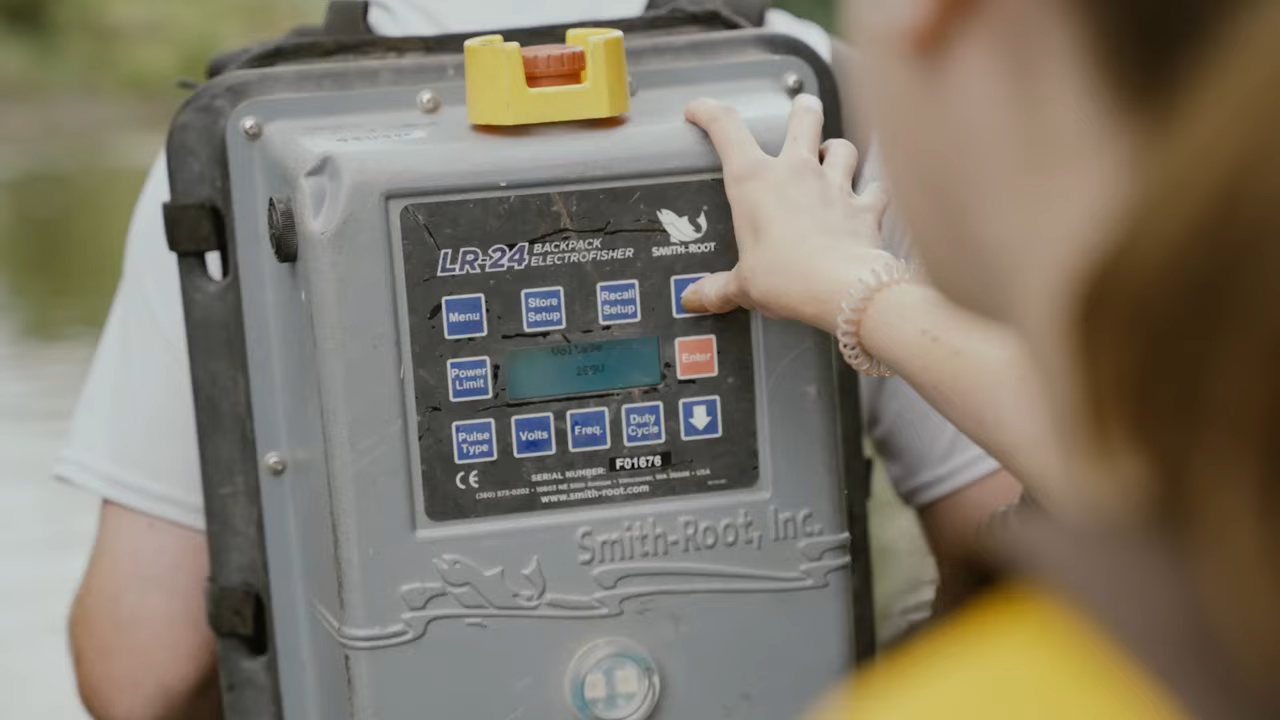 LR-24 BACKPACK ELECTROFISHER
SMITH-ROOT
Menu
Store Setup
Recall Setup
Power Limit
Voltage
Enter
Pulse Type
Volts
Freq.
Duty Cycle
CE
SERIAL NUMBER: F01676
www.smith-root.com
Smith-Root, Inc.